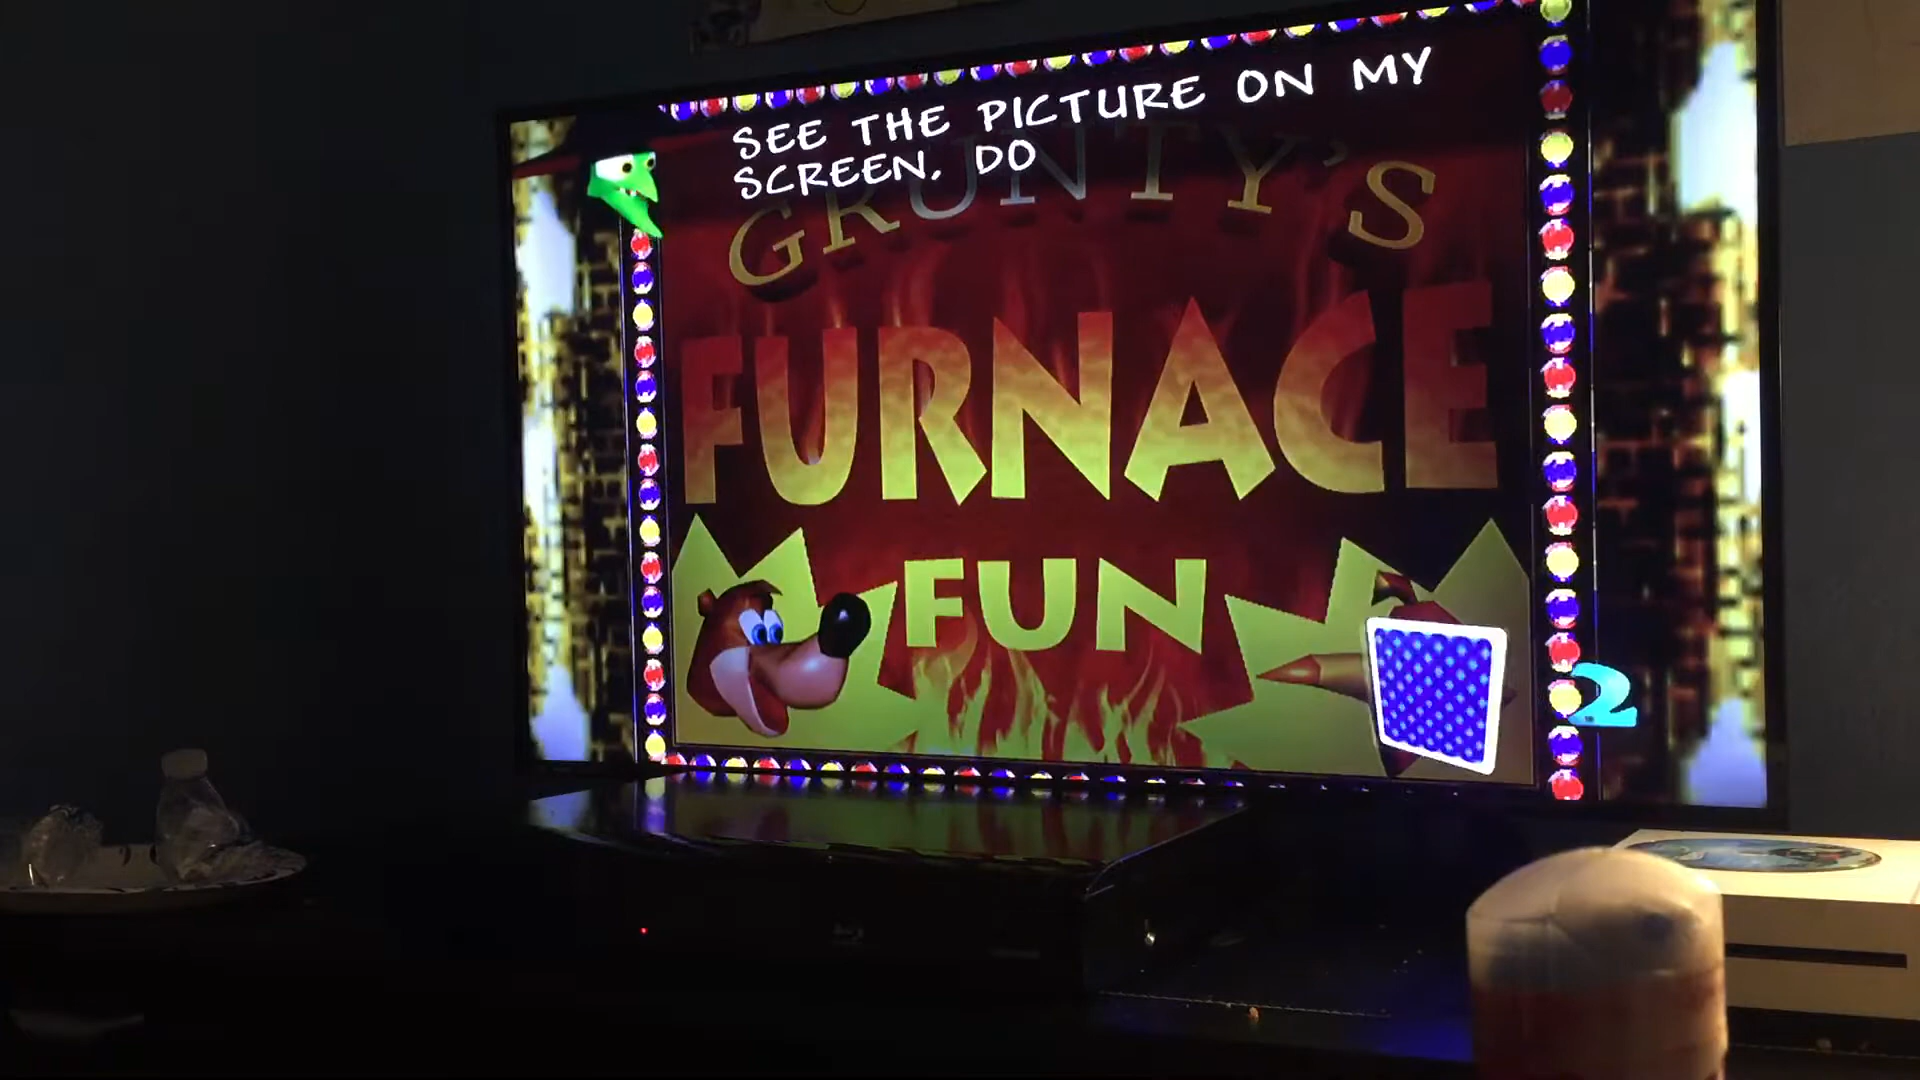 SEE THE PICTURE ON MY
SCREEN, DO
GRUNTY'S
FURNACE
FUN
2